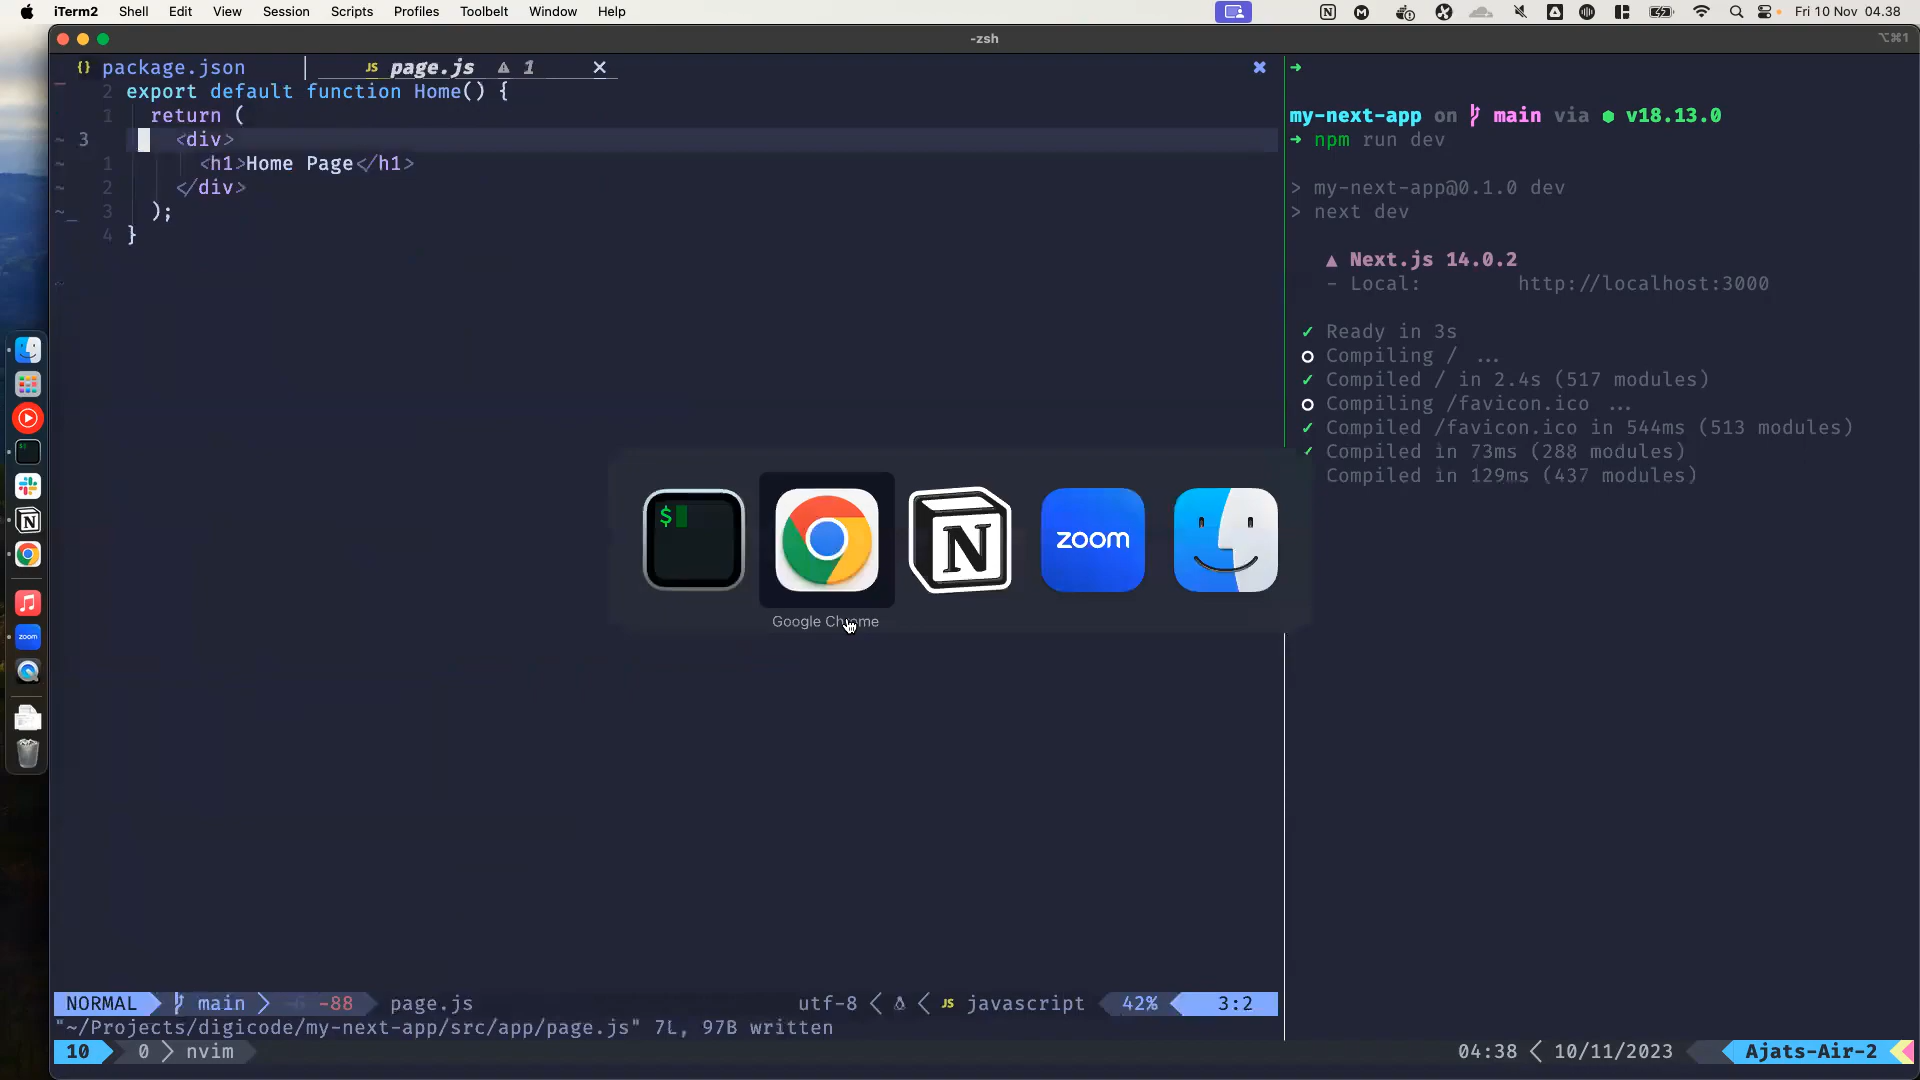 iTerm2 Shell Edit View Session Scripts Profiles Toolbelt Window Help Fri 10 Nov 04.38
-zsh ⌥⌘1
{} package.json JS page.js 1
2 export default function Home() {
1 return (
~ 3 <div>
~ 1 <h1>Home Page</h1>
~ 2 </div>
~_ 3 );
4 }
➜
my-next-app on main via v18.13.0
➜ npm run dev
> my-next-app@0.1.0 dev
> next dev
▲ Next.js 14.0.2
- Local: http://localhost:3000
✓ Ready in 3s
○ Compiling / ...
✓ Compiled / in 2.4s (517 modules)
○ Compiling /favicon.ico ...
✓ Compiled /favicon.ico in 544ms (513 modules)
✓ Compiled in 73ms (288 modules)
Compiled in 129ms (437 modules)
$
N
zoom
Google Chrome
zoom
NORMAL main > -88 page.js utf-8 < < JS javascript 42% 3:2
"~/Projects/digicode/my-next-app/src/app/page.js" 7L, 97B written
10 0 > nvim 04:38 < 10/11/2023 Ajats-Air-2